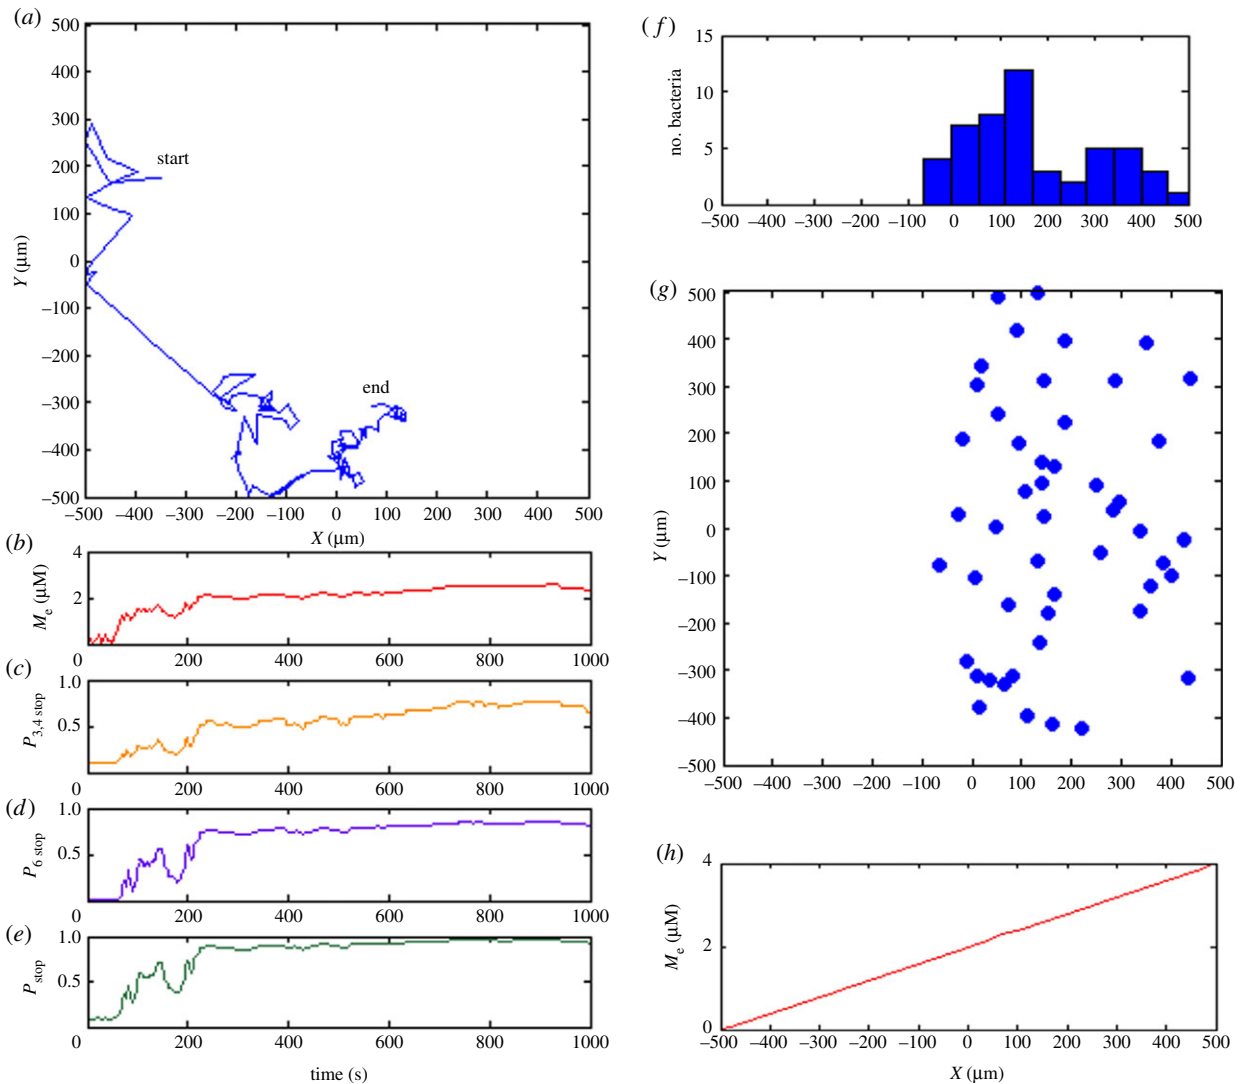 (a)
500
400
300
200
100
0
−100
−200
−300
−400
−500
Y (µm)
start
end
−500 −400 −300 −200 −100 0 100 200 300 400 500
X (µm)
(b)
4
2
0 200 400 600 800 1000
Me (µM)
(c)
1.0
0.5
0 200 400 600 800 1000
P3,4 stop
(d)
1.0
0.5
0 200 400 600 800 1000
P6 stop
(e)
1.0
0.5
0 200 400 600 800 1000
Pstop
time (s)
(f)
15
10
5
0
no. bacteria
−500 −400 −300 −200 −100 0 100 200 300 400 500
(g)
500
400
300
200
100
0
−100
−200
−300
−400
−500
Y (µm)
−500 −400 −300 −200 −100 0 100 200 300 400 500
(h)
4
2
0
Me (µM)
−500 −400 −300 −200 −100 0 100 200 300 400 500
X (µm)